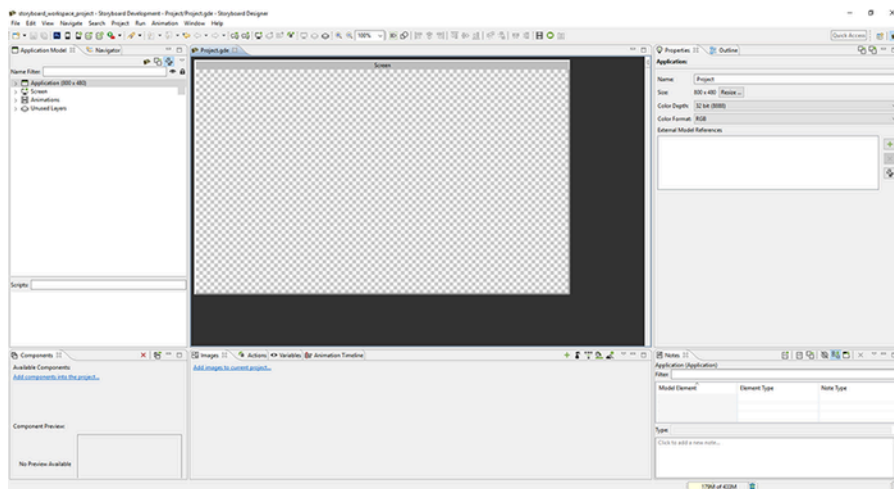 storyboard_workspace_project - Storyboard Development - Project/Project.gde - Storyboard Designer
File Edit View Navigate Search Project Run Animation Window Help
100%
Quick Access
Application Model
Navigator
Name Filter:
Application (800 x 480)
Screen
Animations
Unused Layers
Scripts:
Project.gde
Screen
Properties
Outline
Application:
Name: Project
Size: 800 x 480 Resize ...
Color Depth: 32 bit (8888)
Color Format: RGB
External Model References
Components
Available Components:
Add components into the project...
Component Preview:
No Preview Available
Images
Actions
Variables
Animation Timeline
Add images to current project...
Notes
Application (Application)
Filter:
Model Element Element Type Note Type
Type
Click to add a new note...
179M of 403M